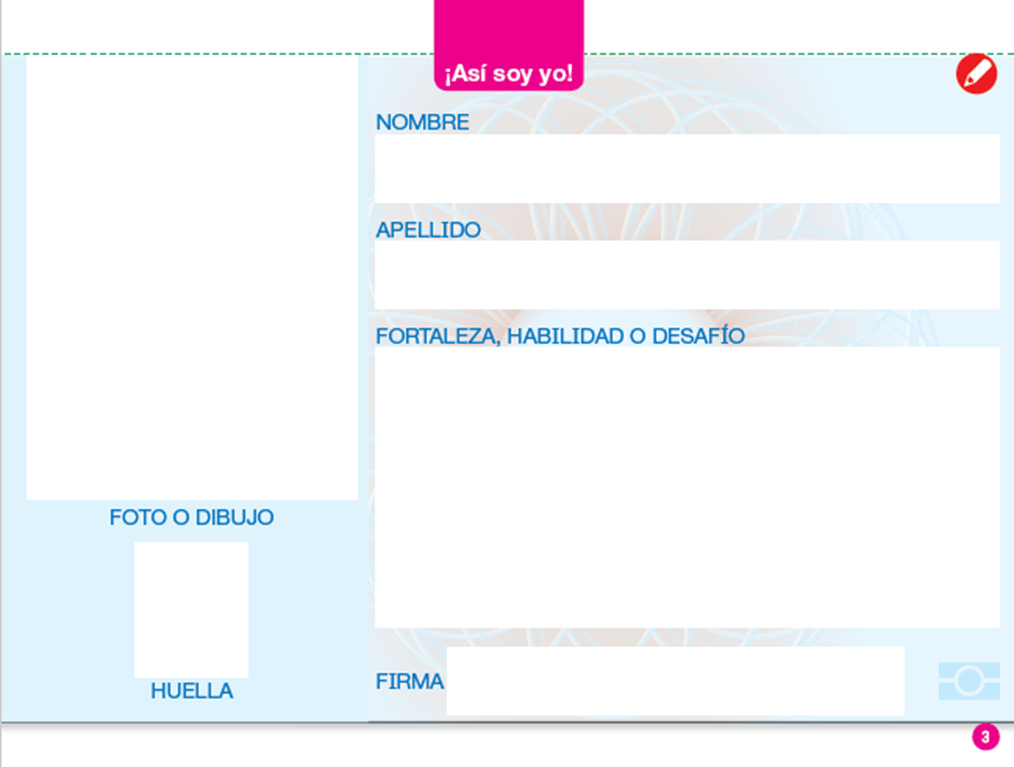 ¡Así soy yo!
NOMBRE
APELLIDO
FORTALEZA, HABILIDAD O DESAFÍO
FOTO O DIBUJO
HUELLA
FIRMA
3